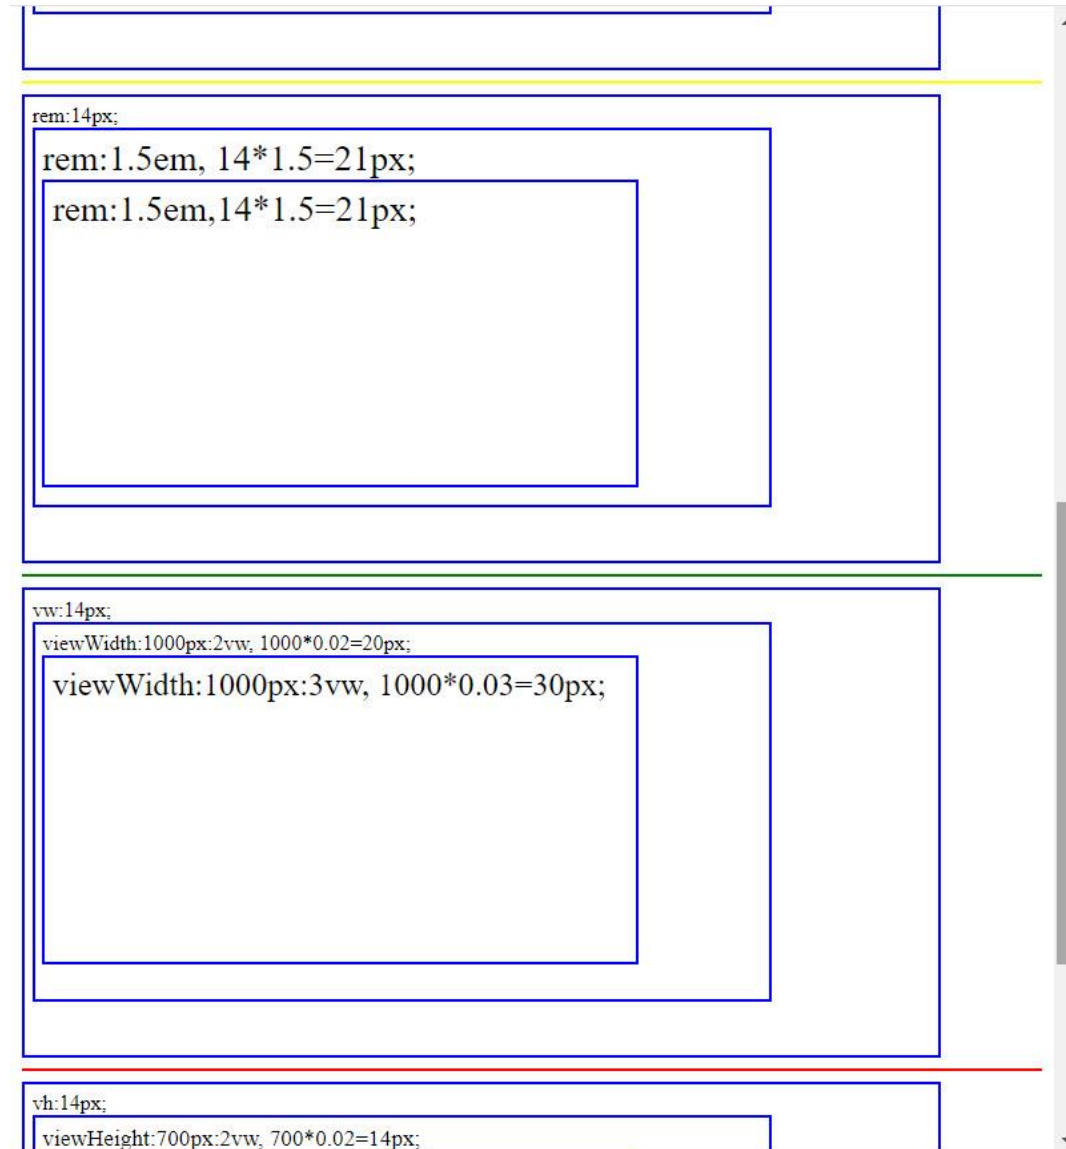 rem:14px;
rem:1.5em, 14*1.5=21px;
rem:1.5em,14*1.5=21px;
vw:14px;
viewWidth:1000px:2vw, 1000*0.02=20px;
viewWidth:1000px:3vw, 1000*0.03=30px;
vh:14px;
viewHeight:700px:2vw, 700*0.02=14px;